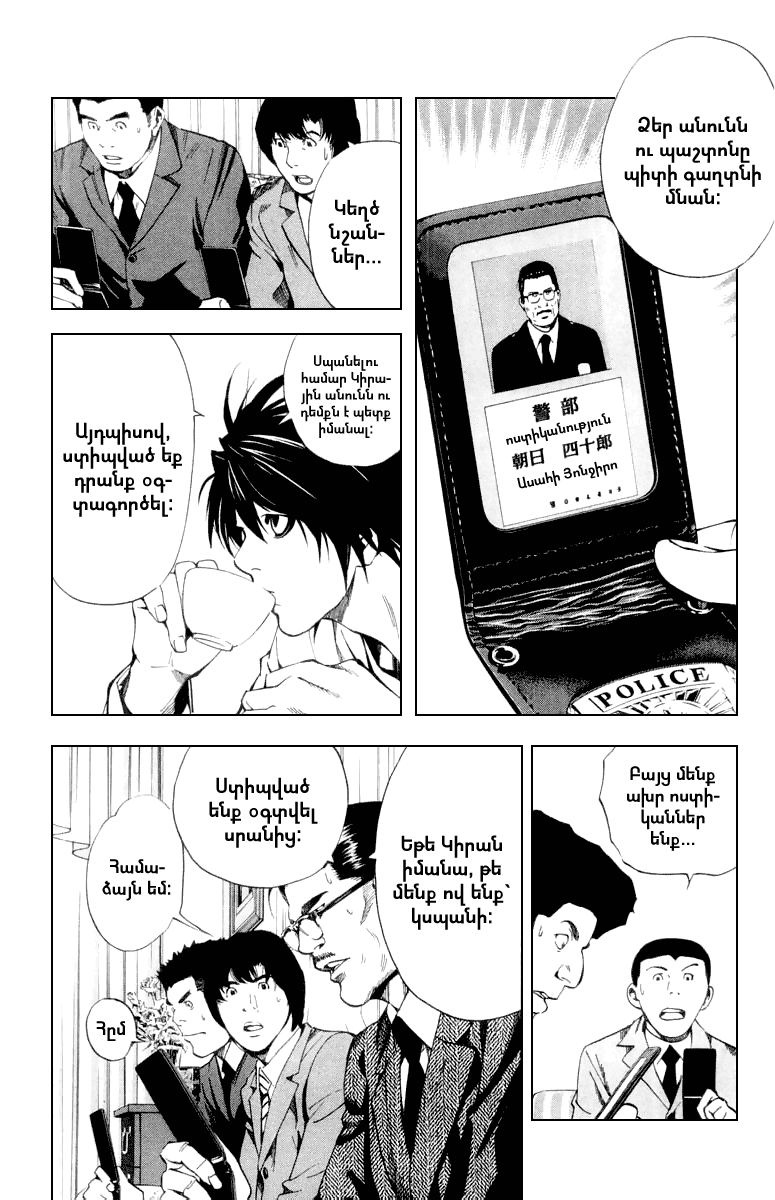 Ձեր անունն
ու պաշտոնը
պիտի գաղտնի
մնան:
警 部
ոստիկանություն
朝日 四十郎
Ասահի Յոնջիրո
POLICE
Կեղծ
նշան-
ներ...
Սպանելու
համար Կիրա-
յին անունն ու
դեմքն է պետք
իմանալ:
Այդպիսով,
ստիպված եք
դրանք օգ-
տագործել:
Բայց մենք
ախր ոստի-
կաններ
ենք...
Եթե Կիրան
իմանա, թե
մենք ով ենք՝
կսպանի:
Ստիպված
ենք օգտվել
սրանից:
Համա-
ձայն եմ:
Հըմ